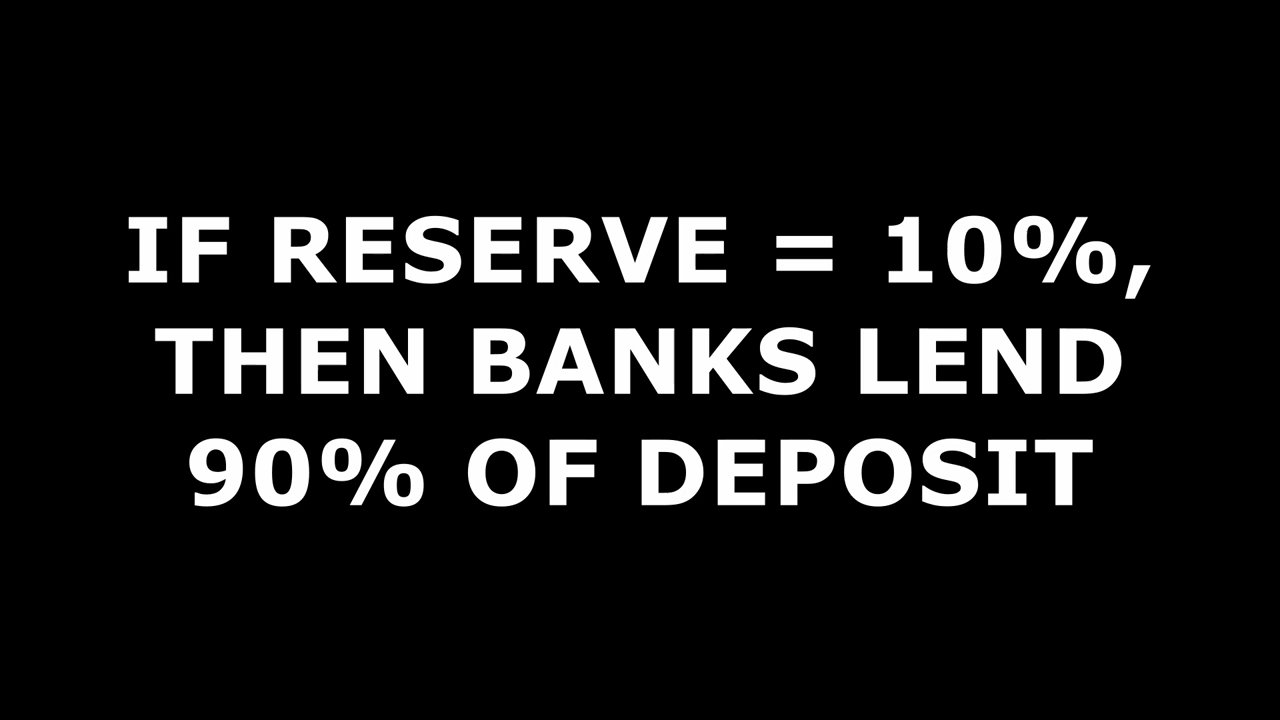 IF RESERVE = 10%,
THEN BANKS LEND
90% OF DEPOSIT